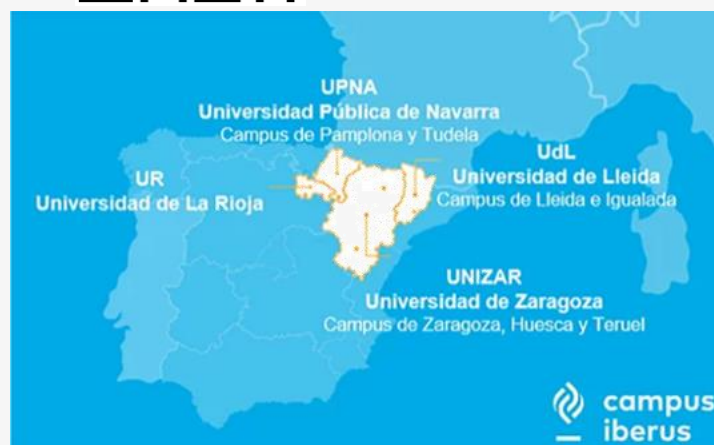 UPNA
Universidad Pública de Navarra
Campus de Pamplona y Tudela
UdL
Universidad de Lleida
Campus de Lleida e Igualada
UR
Universidad de La Rioja
UNIZAR
Universidad de Zaragoza
Campus de Zaragoza, Huesca y Teruel
campus
iberus